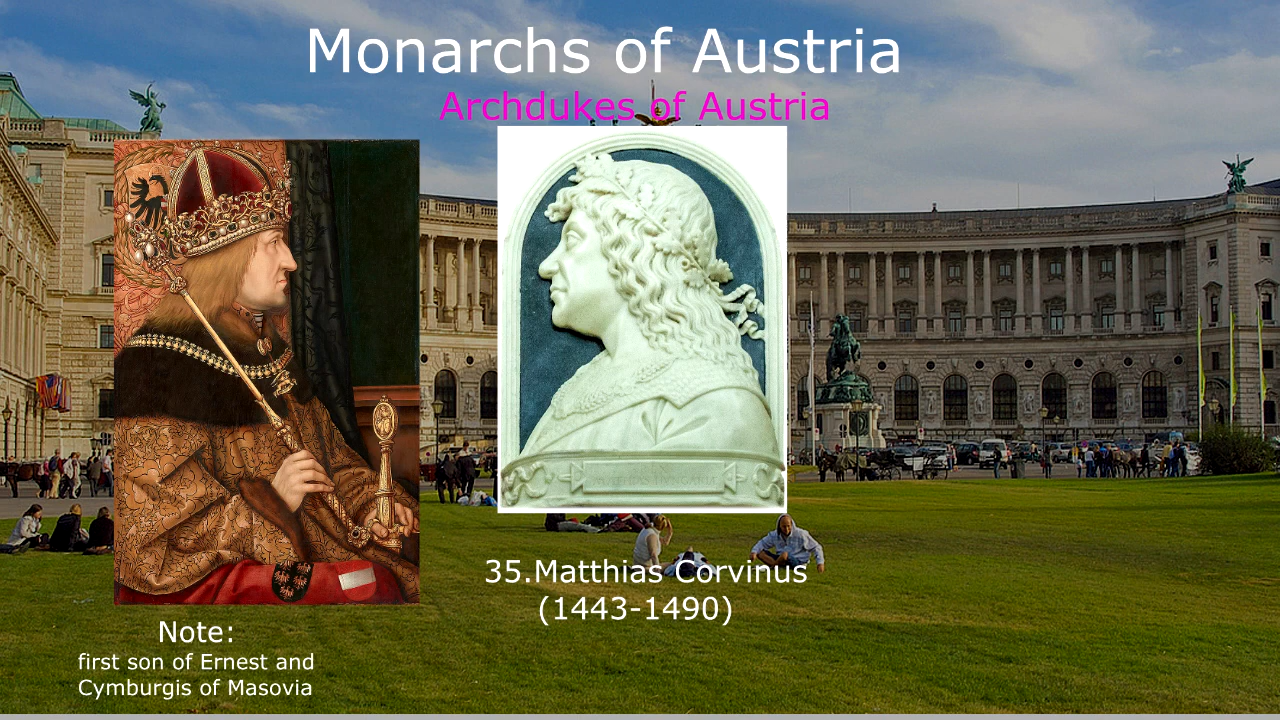 Monarchs of Austria
Archdukes of Austria
35.Matthias Corvinus
(1443-1490)
Note:
first son of Ernest and
Cymburgis of Masovia